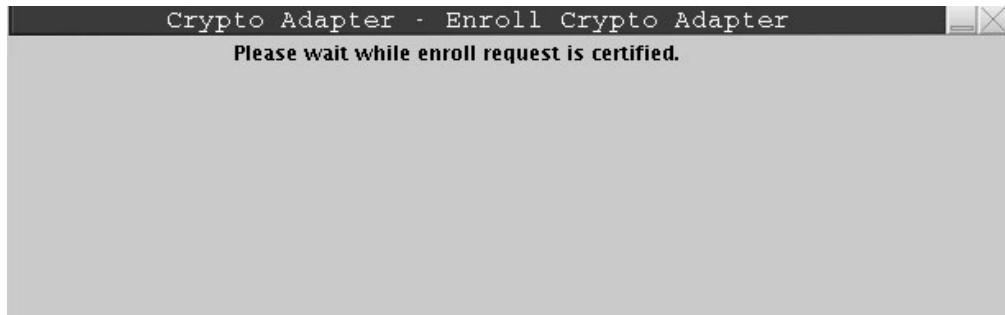 Crypto Adapter - Enroll Crypto Adapter
Please wait while enroll request is certified.